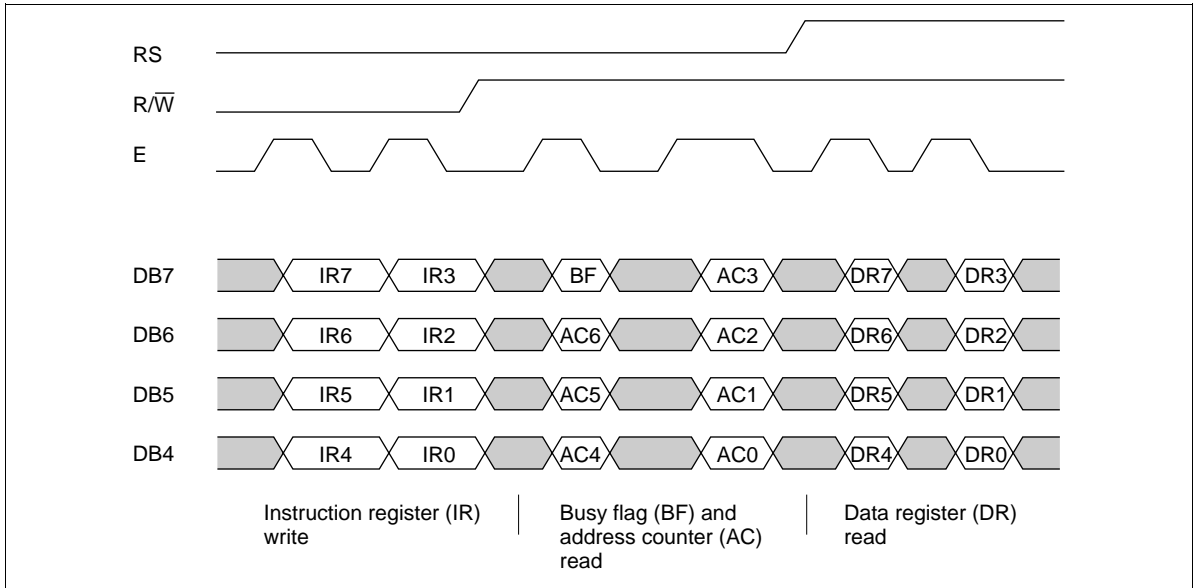 RS
R/W̅
E
DB7 IR7 IR3 BF AC3 DR7 DR3
DB6 IR6 IR2 AC6 AC2 DR6 DR2
DB5 IR5 IR1 AC5 AC1 DR5 DR1
DB4 IR4 IR0 AC4 AC0 DR4 DR0
Instruction register (IR)
write
Busy flag (BF) and
address counter (AC)
read
Data register (DR)
read